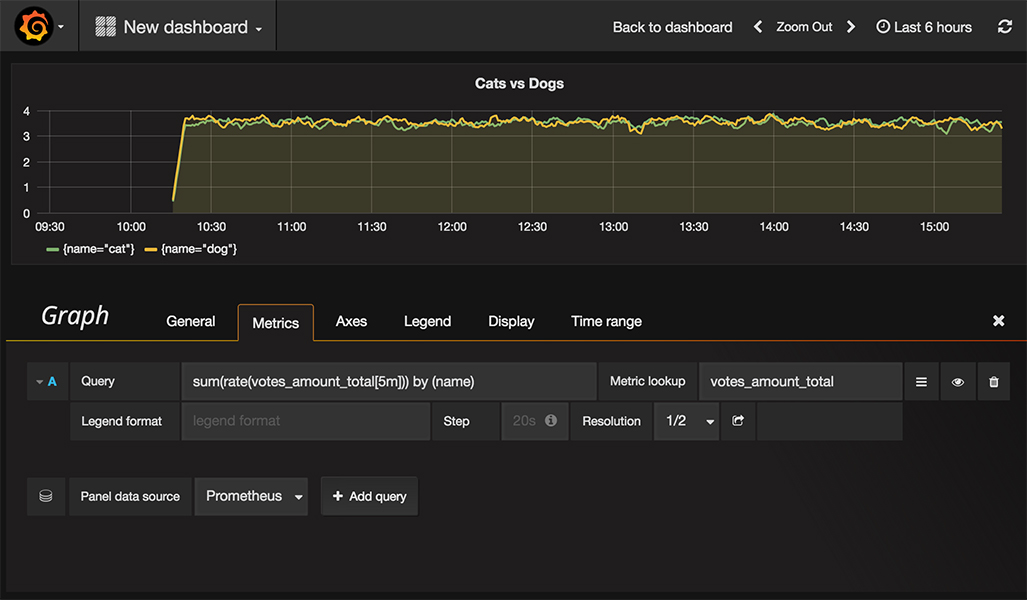 New dashboard
Back to dashboard Zoom Out Last 6 hours
Cats vs Dogs
4
3
2
1
0
09:30 10:00 10:30 11:00 11:30 12:00 12:30 13:00 13:30 14:00 14:30 15:00
{name="cat"} {name="dog"}
Graph General Metrics Axes Legend Display Time range
A Query sum(rate(votes_amount_total[5m])) by (name) Metric lookup votes_amount_total
Legend format legend format Step 20s Resolution 1/2
Panel data source Prometheus + Add query